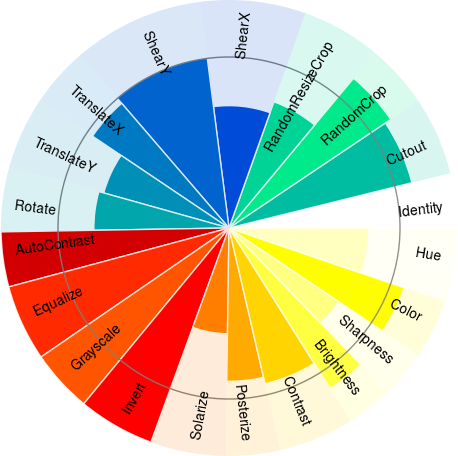 ShearX
RandomResizeCrop
RandomCrop
Cutout
Identity
Hue
Color
Sharpness
Brightness
Contrast
Posterize
Solarize
Invert
Grayscale
Equalize
AutoContrast
Rotate
TranslateY
TranslateX
ShearY